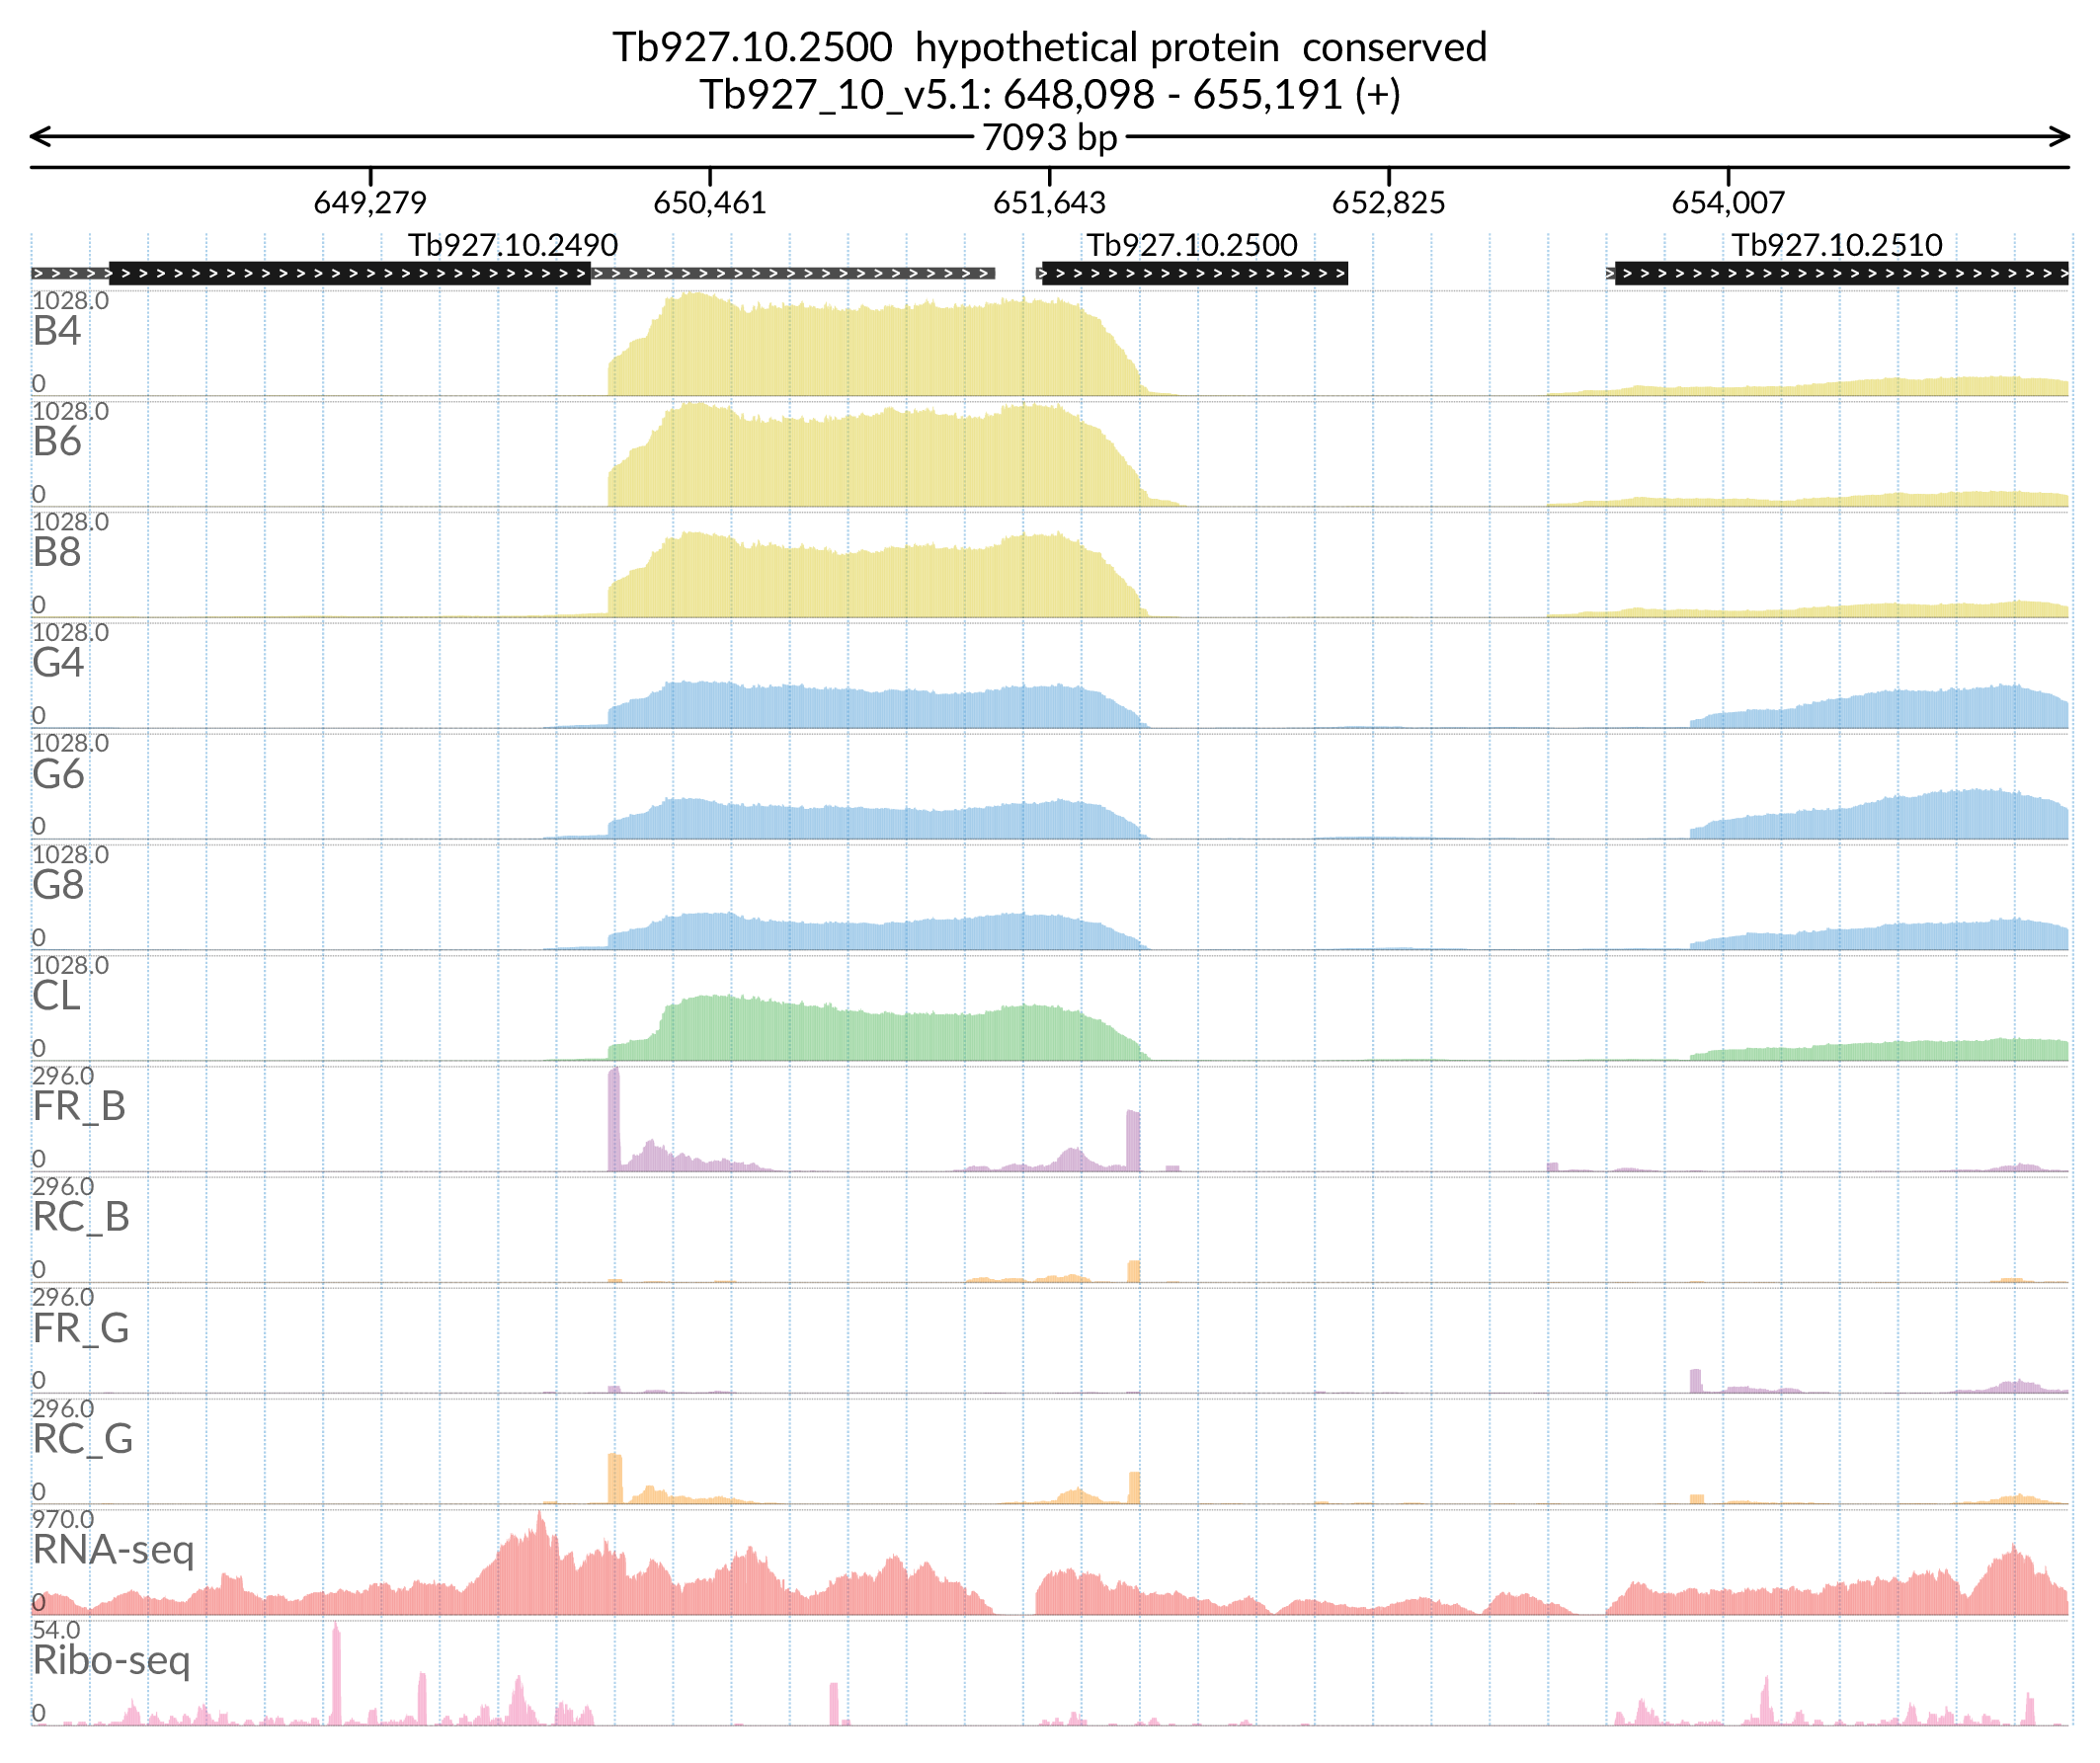 Tb927.10.2500  hypothetical protein  conserved
Tb927_10_v5.1: 648,098 - 655,191 (+)
7093 bp
649,279 650,461 651,643 652,825 654,007
Tb927.10.2490 Tb927.10.2500 Tb927.10.2510
1028.0
B4
0
1028.0
B6
0
1028.0
B8
0
1028.0
G4
0
1028.0
G6
0
1028.0
G8
0
1028.0
CL
0
296.0
FR_B
0
296.0
RC_B
0
296.0
FR_G
0
296.0
RC_G
0
970.0
RNA-seq
0
54.0
Ribo-seq
0